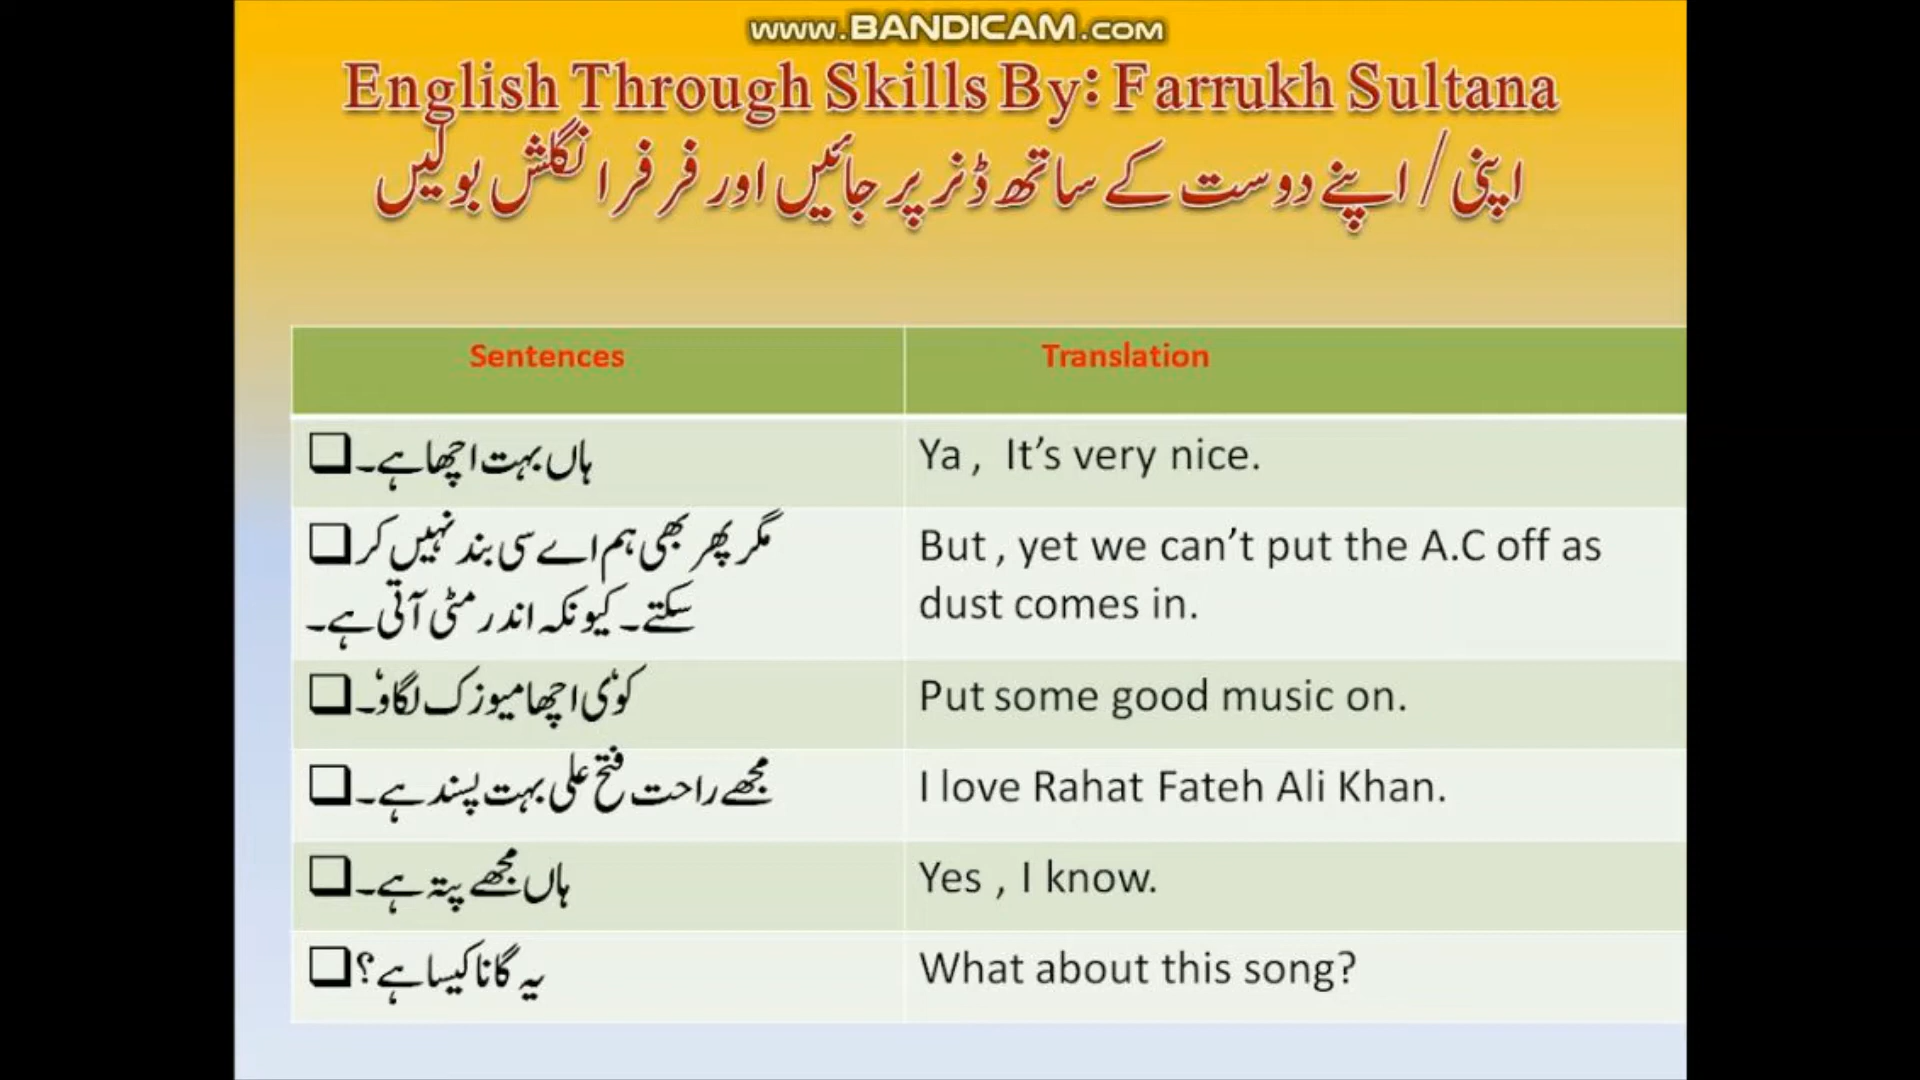 www.BANDICAM.com
English Through Skills By: Farrukh Sultana
اپنی / اپنے دوست کے ساتھ ڈنر پر جائیں اور فر فر انگلش بولیں
Sentences
Translation
ہاں بہت اچھا ہے۔
Ya , It’s very nice.
مگر پھر بھی ہم اے سی بند نہیں کر
سکتے۔ کیونکہ اندر مٹی آتی ہے۔
But , yet we can’t put the A.C off as
dust comes in.
کوئی اچھا میوزک لگاؤ۔
Put some good music on.
مجھے راحت فتح علی بہت پسند ہے۔
I love Rahat Fateh Ali Khan.
ہاں مجھے پتہ ہے۔
Yes , I know.
یہ گانا کیسا ہے؟
What about this song?